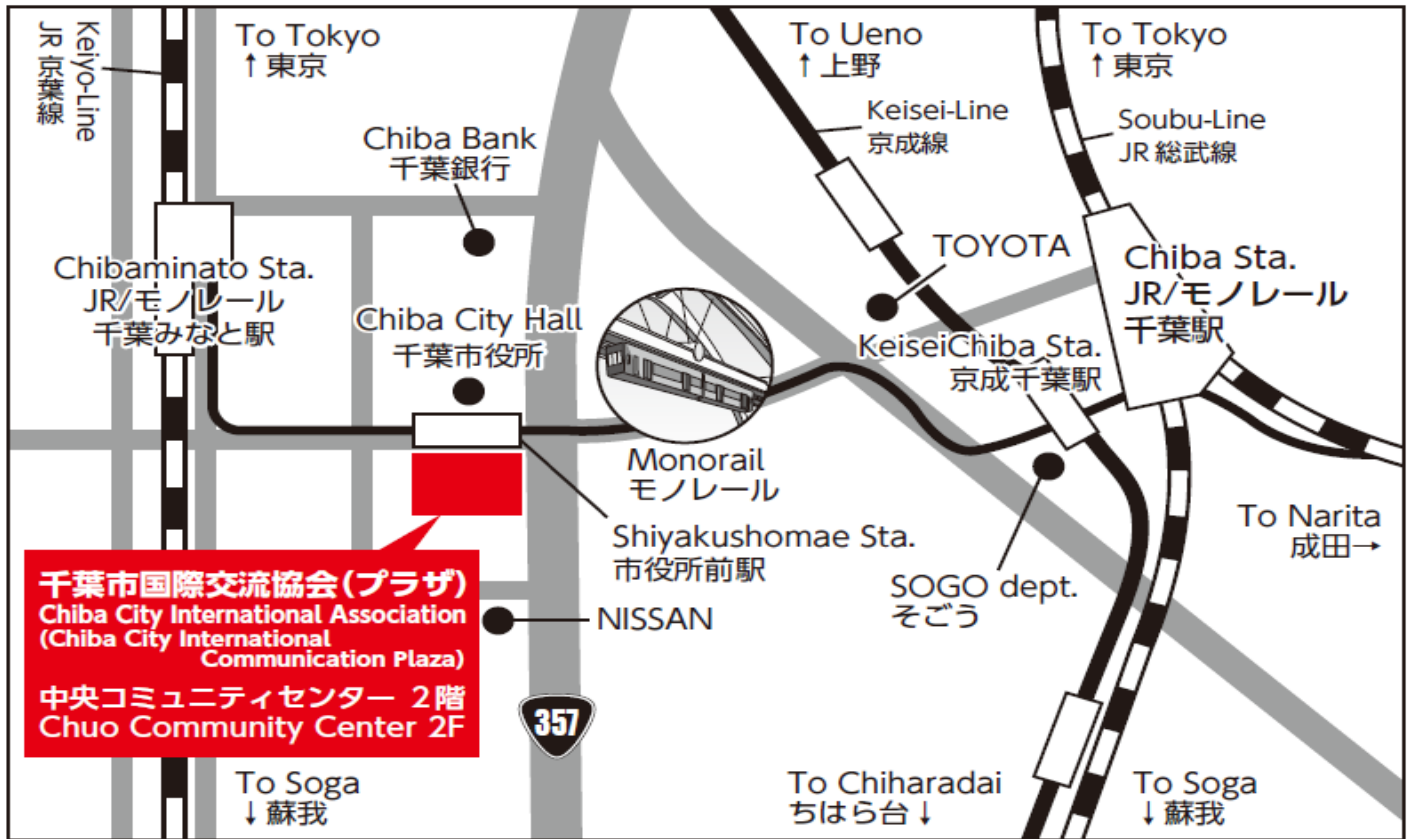 Keiyo-Line
JR 京葉線
To Tokyo
↑東京
To Ueno
↑上野
To Tokyo
↑東京
Keisei-Line
京成線
Soubu-Line
JR 総武線
Chiba Bank
千葉銀行
TOYOTA
Chiba Sta.
JR/モノレール
千葉駅
Chibaminato Sta.
JR/モノレール
千葉みなと駅
Chiba City Hall
千葉市役所
KeiseiChiba Sta.
京成千葉駅
Monorail
モノレール
Shiyakushomae Sta.
市役所前駅
To Narita
成田→
SOGO dept.
そごう
千葉市国際交流協会(プラザ)
Chiba City International Association
(Chiba City International
Communication Plaza)
中央コミュニティセンター 2階
Chuo Community Center 2F
NISSAN
357
To Soga
↓蘇我
To Chiharadai
ちはら台↓
To Soga
↓蘇我